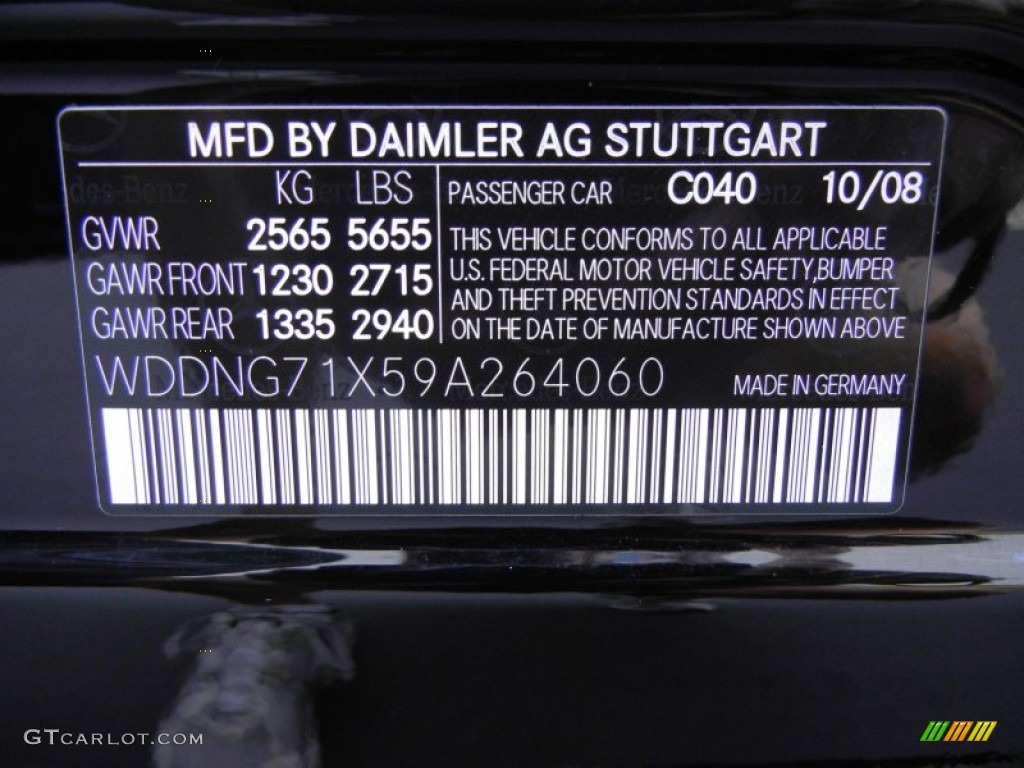 MFD BY DAIMLER AG STUTTGART
KG LBS
GVWR 2565 5655
GAWR FRONT 1230 2715
GAWR REAR 1335 2940
PASSENGER CAR C040 10/08
THIS VEHICLE CONFORMS TO ALL APPLICABLE
U.S. FEDERAL MOTOR VEHICLE SAFETY,BUMPER
AND THEFT PREVENTION STANDARDS IN EFFECT
ON THE DATE OF MANUFACTURE SHOWN ABOVE
WDDNG71X59A264060
MADE IN GERMANY
GTCARLOT.COM